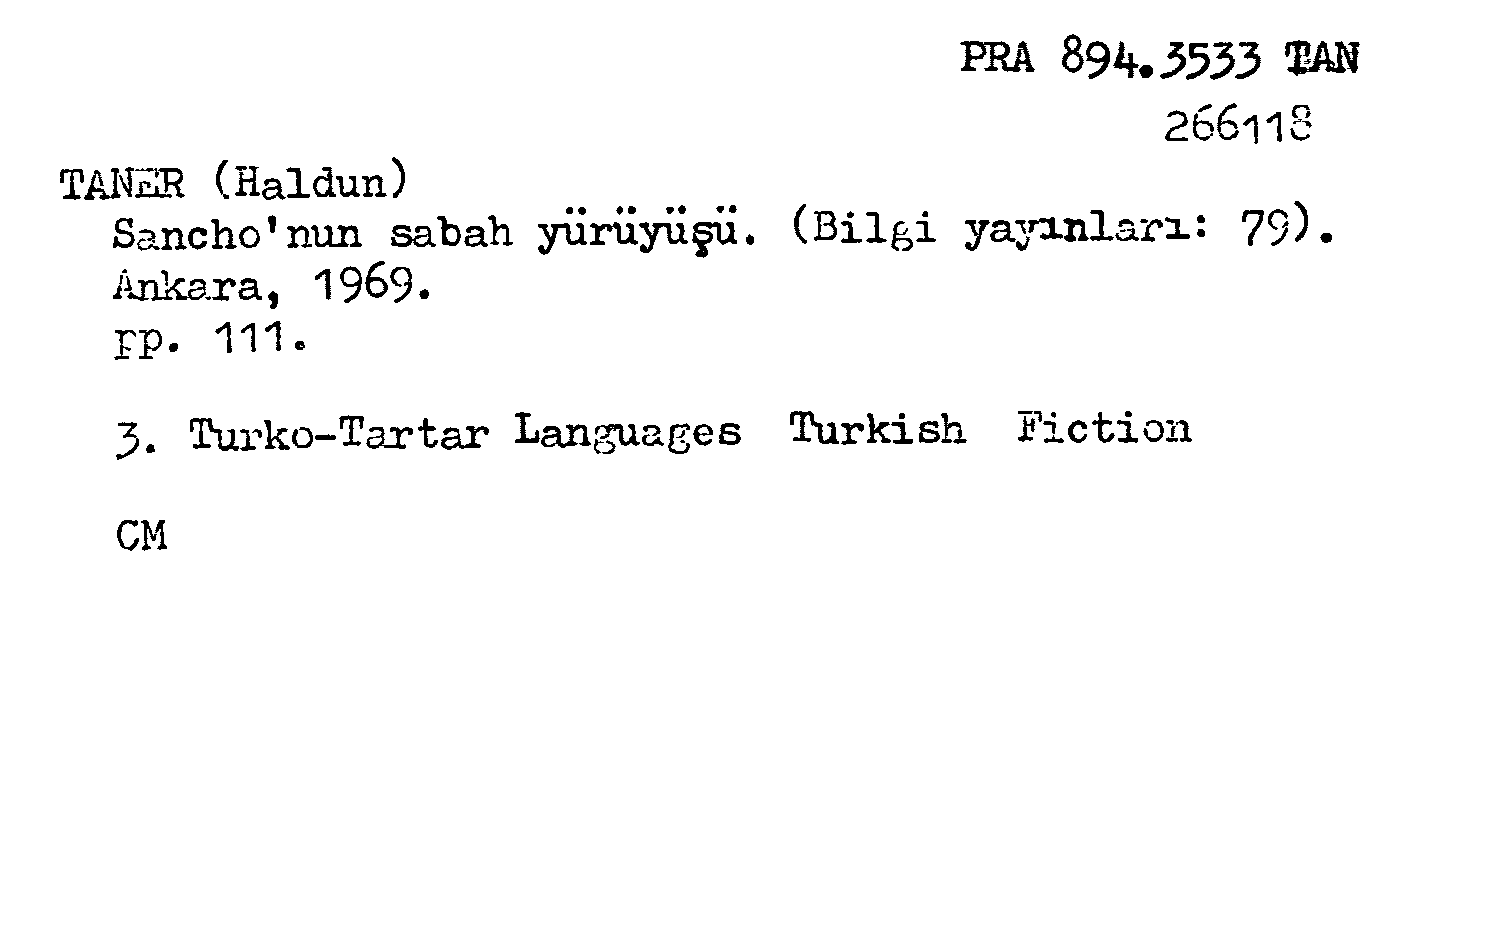 PRA 894.3533 TAN
266118
TANER (Haldun)
Sancho'nun sabah yürüyüşü. (Bilgi yayınları: 79).
Ankara, 1969.
pp. 111.
3. Turko-Tartar Languages Turkish Fiction
CM